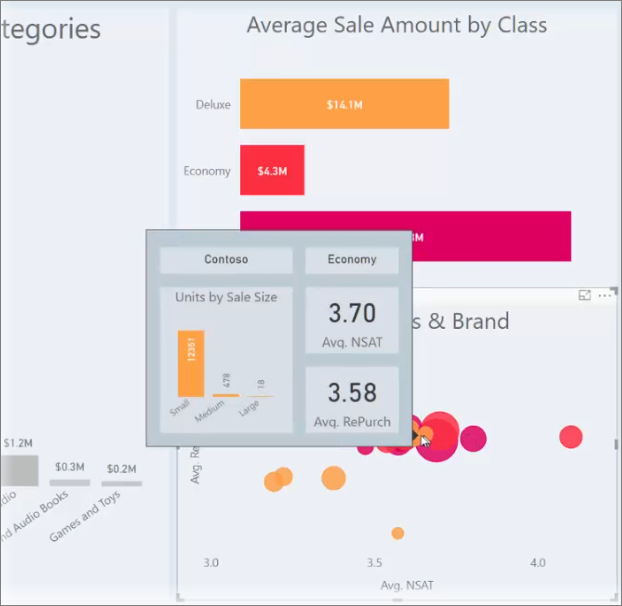 tegories
Average Sale Amount by Class
Deluxe
$14.1M
Economy
$4.3M
M
Contoso
Economy
Units by Sale Size
12351
479
18
Small
Medium
Large
3.70
Avg. NSAT
3.58
Avg. RePurch
s & Brand
Avg. Re
3.0
3.5
4.0
Avg. NSAT
$1.2M
$0.3M
$0.2M
dio
nd Audio Books
Games and Toys